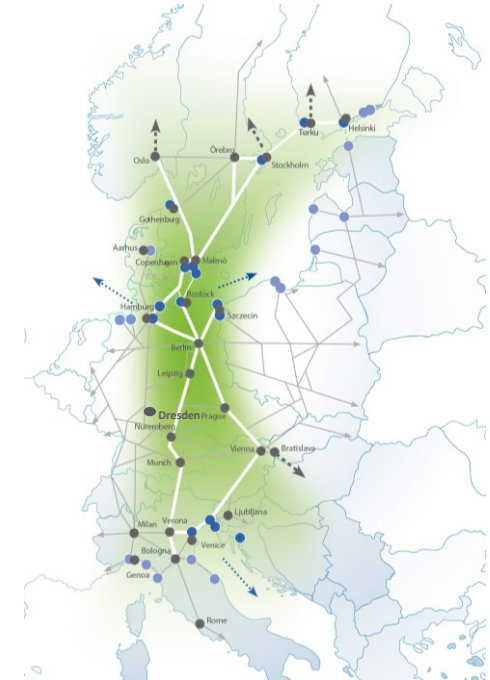 Helsinki
Turku
Örebro
Oslo
Stockholm
Gothenburg
Aarhus
Copenhagen
Malmö
Rostock
Hamburg
Szczecin
Berlin
Leipzig
Dresden
Prague
Nüremberg
Vienna
Bratislava
Munich
Ljubljana
Milan
Verona
Venice
Bologna
Genoa
Rome